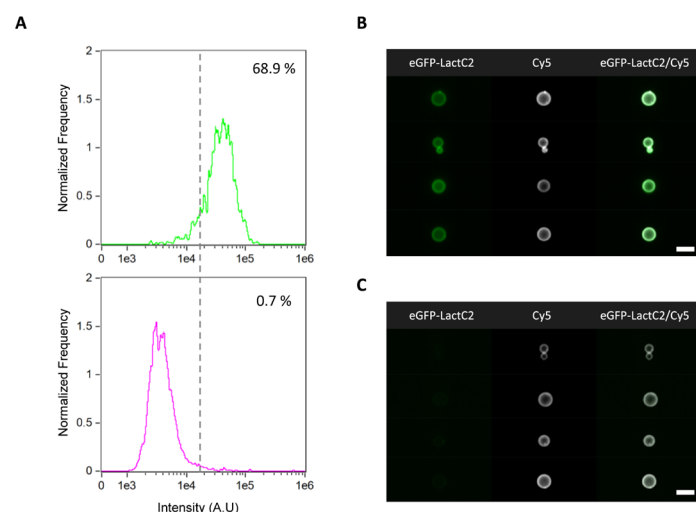 A
Normalized Frequency
2
1.5
1
0.5
0
68.9 %
0 1e3 1e4 1e5 1e6
Normalized Frequency
2
1.5
1
0.5
0
0.7 %
0 1e3 1e4 1e5 1e6
Intensity (A.U)
B
eGFP-LactC2 Cy5 eGFP-LactC2/Cy5
C
eGFP-LactC2 Cy5 eGFP-LactC2/Cy5